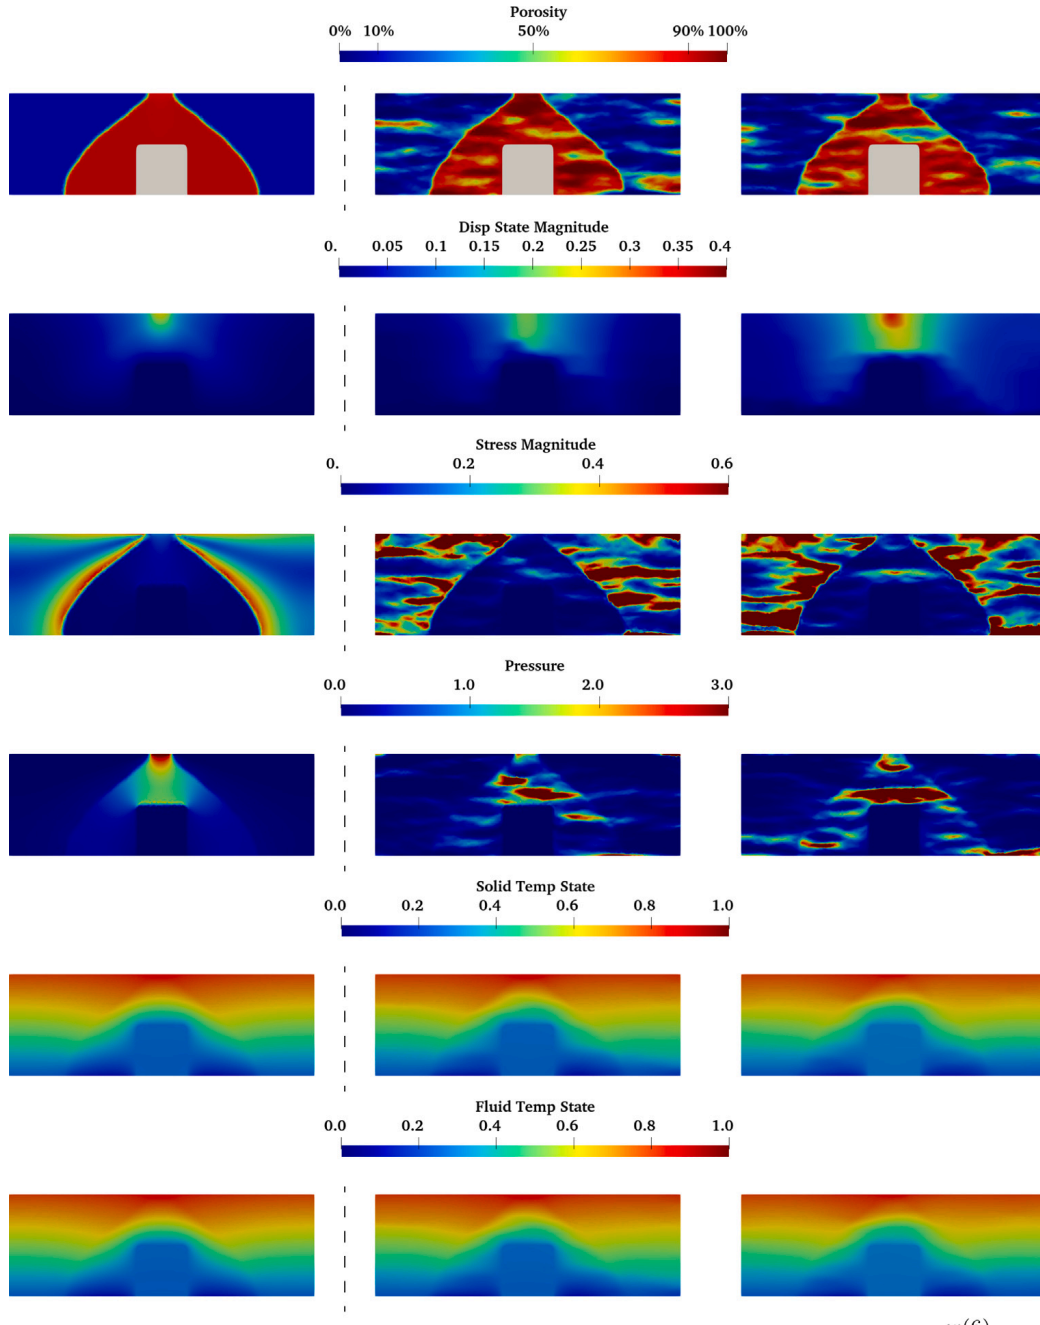 Porosity
0% 10% 50% 90% 100%
Disp State Magnitude
0. 0.05 0.1 0.15 0.2 0.25 0.3 0.35 0.4
Stress Magnitude
0. 0.2 0.4 0.6
Pressure
0.0 1.0 2.0 3.0
Solid Temp State
0.0 0.2 0.4 0.6 0.8 1.0
Fluid Temp State
0.0 0.2 0.4 0.6 0.8 1.0